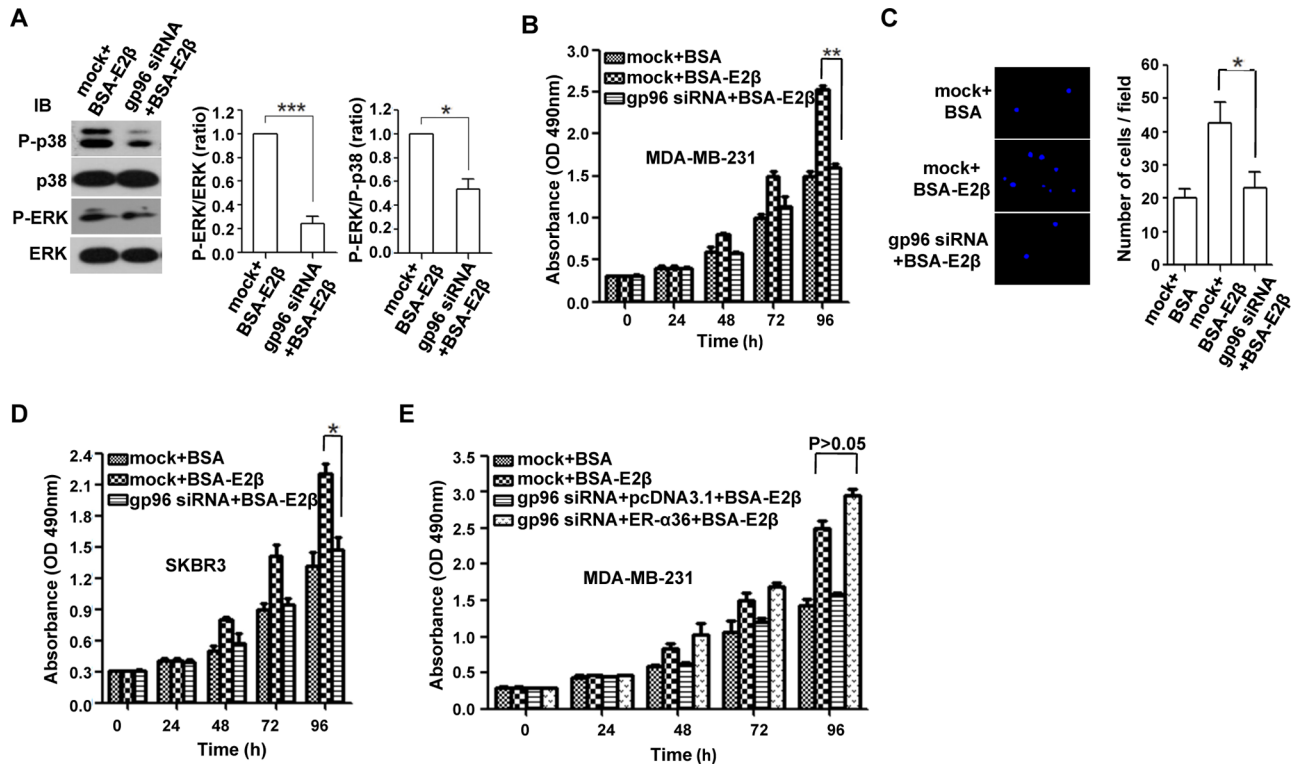 A
mock+
BSA-E2β
gp96 siRNA
+BSA-E2β
IB
P-p38
p38
P-ERK
ERK
P-ERK/ERK (ratio)
1.2
1.0
0.8
0.6
0.4
0.2
0.0
***
mock+
BSA-E2β
gp96 siRNA
+BSA-E2β
P-ERK/P-p38 (ratio)
1.2
1.0
0.8
0.6
0.4
0.2
0.0
*
mock+
BSA-E2β
gp96 siRNA
+BSA-E2β
B
Absorbance (OD 490nm)
3.0
2.5
2.0
1.5
1.0
0.5
0.0
mock+BSA
mock+BSA-E2β
gp96 siRNA+BSA-E2β
**
MDA-MB-231
0 24 48 72 96
Time (h)
C
mock+
BSA
mock+
BSA-E2β
gp96 siRNA
+BSA-E2β
Number of cells / field
60
50
40
30
20
10
0
*
mock+
BSA
mock+
BSA-E2β
gp96 siRNA
+BSA-E2β
D
Absorbance (OD 490nm)
2.4
2.1
1.8
1.5
1.2
0.9
0.6
0.3
0.0
mock+BSA
mock+BSA-E2β
gp96 siRNA+BSA-E2β
*
SKBR3
0 24 48 72 96
Time (h)
E
Absorbance (OD 490nm)
3.5
3.0
2.5
2.0
1.5
1.0
0.5
0.0
mock+BSA
mock+BSA-E2β
gp96 siRNA+pcDNA3.1+BSA-E2β
gp96 siRNA+ER-α36+BSA-E2β
P>0.05
MDA-MB-231
0 24 48 72 96
Time (h)